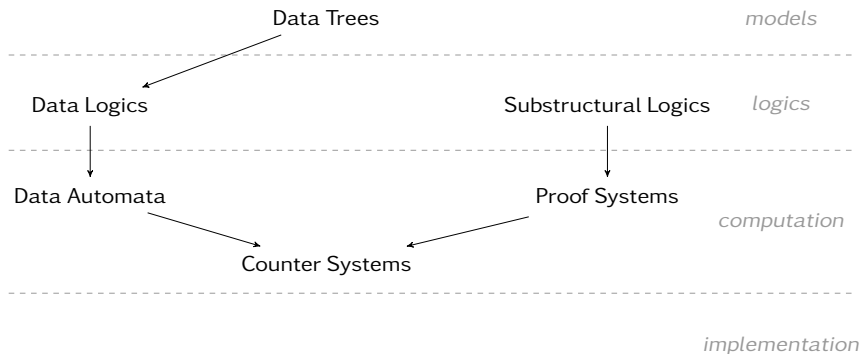 Data Trees
models
Data Logics
Substructural Logics
logics
Data Automata
Proof Systems
computation
Counter Systems
implementation